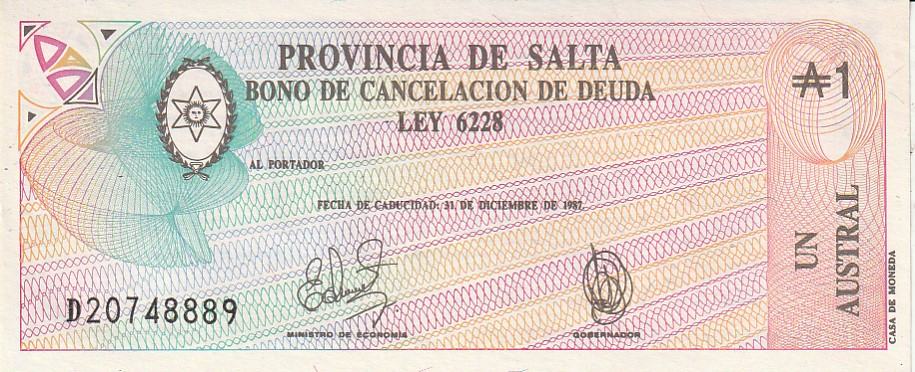 PROVINCIA DE SALTA
BONO DE CANCELACION DE DEUDA
LEY 6228
₳1
AL PORTADOR
FECHA DE CADUCIDAD: 31 DE DICIEMBRE DE 1987
UN
AUSTRAL
D20748889
MINISTRO DE ECONOMIA
GOBERNADOR
CASA DE MONEDA